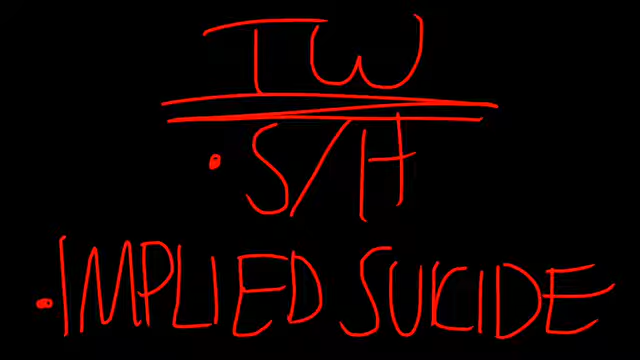 TW
• S/H
• IMPLIED SUICIDE